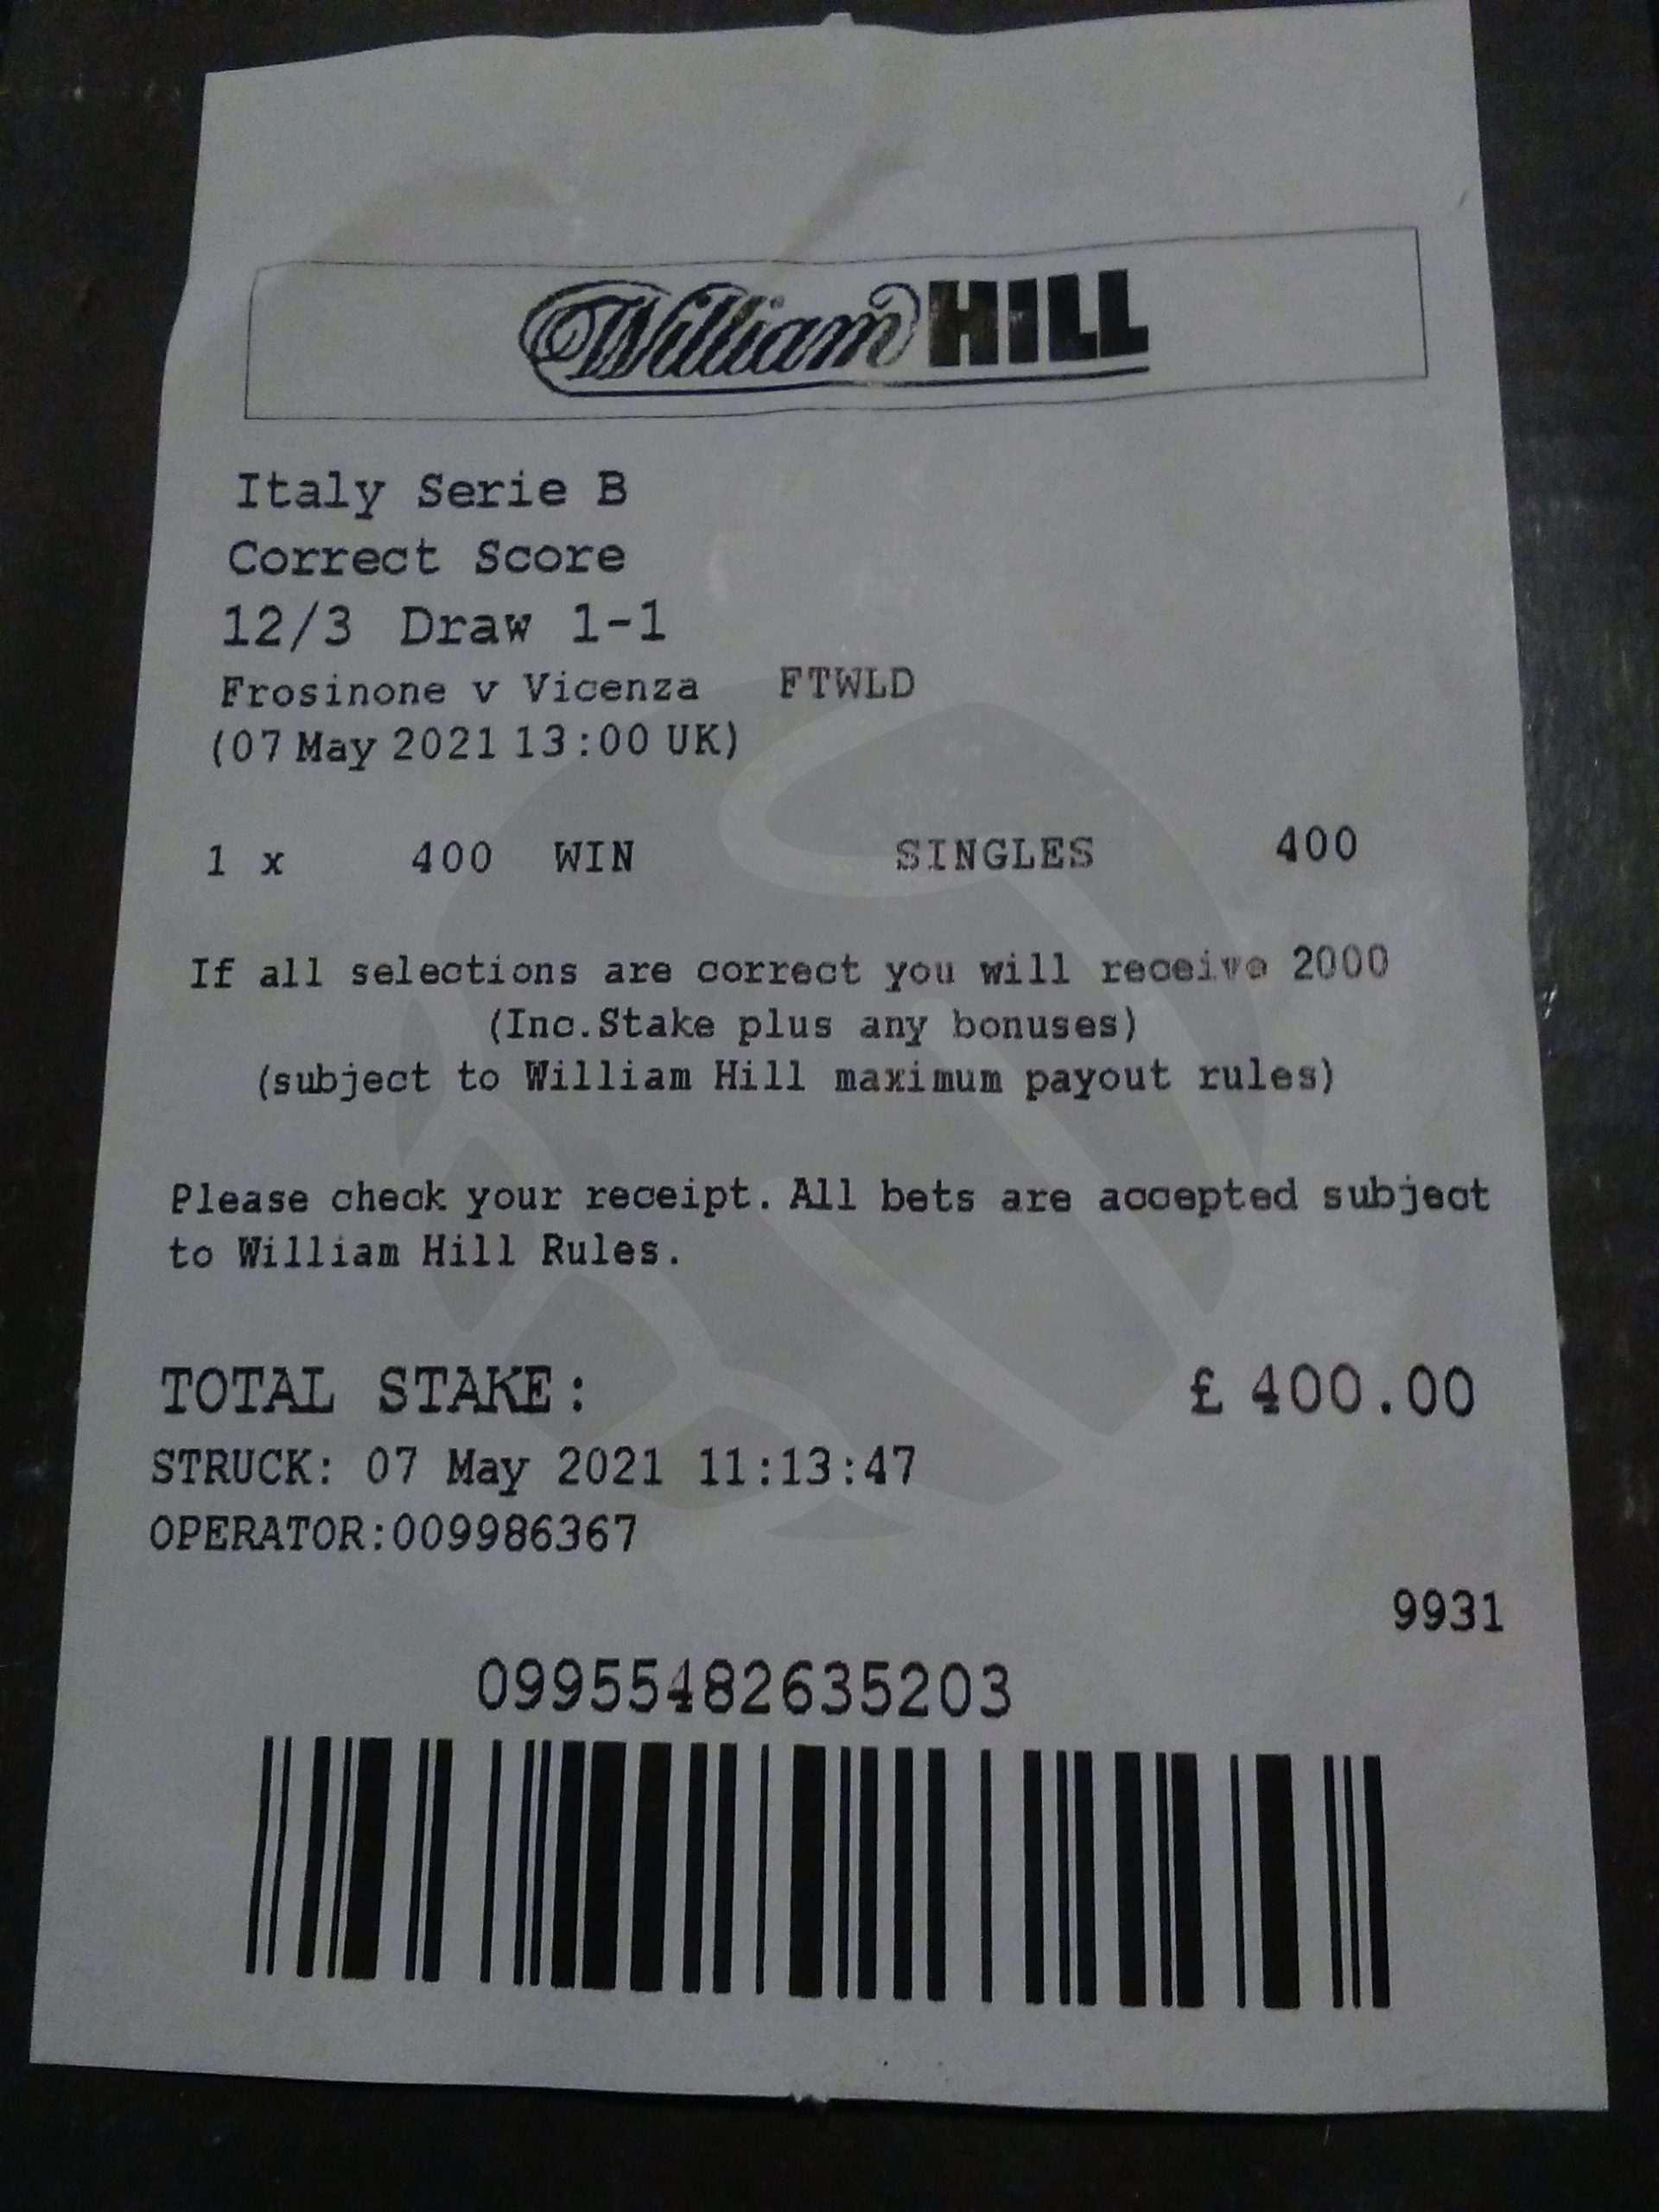 William HILL
Italy Serie B
Correct Score
12/3 Draw 1-1
Frosinone v Vicenza FTWLD
(07 May 2021 13:00 UK)
1 x 400 WIN SINGLES 400
If all selections are correct you will receive 2000
(Inc.Stake plus any bonuses)
(subject to William Hill maximum payout rules)
Please check your receipt. All bets are accepted subject
to William Hill Rules.
TOTAL STAKE: £ 400.00
STRUCK: 07 May 2021 11:13:47
OPERATOR:009986367
9931
09955482635203